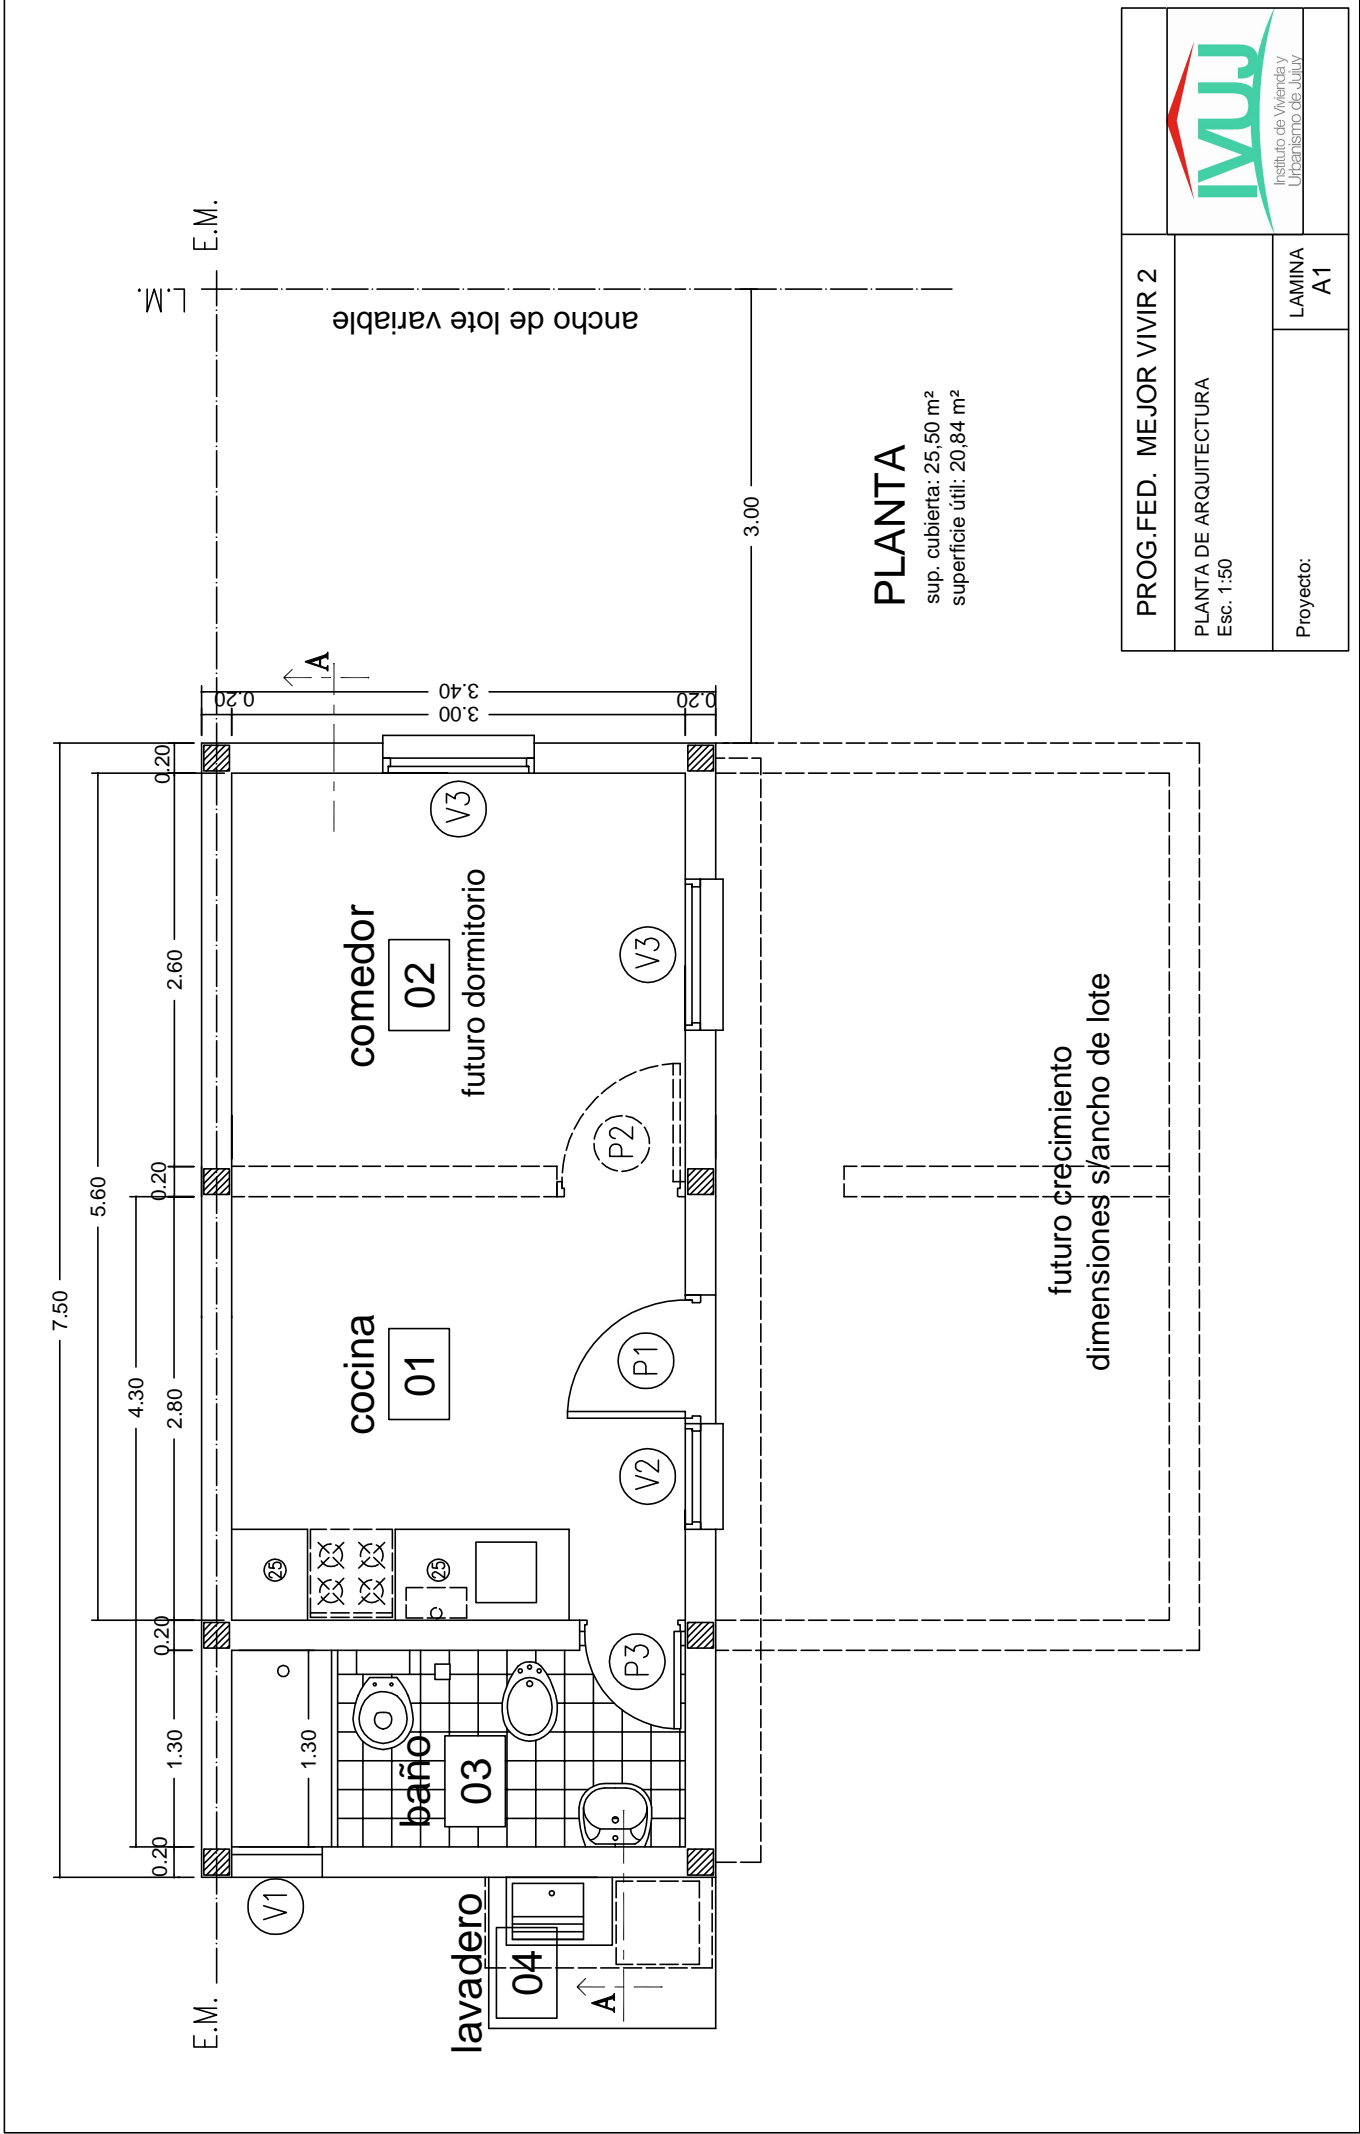 7.50
5.60
4.30
0.20
1.30
0.20
2.80
0.20
2.60
0.20
E.M.
E.M.
L.M.
V1
1.30
25
25
cocina
01
comedor
02
futuro dormitorio
V3
A
0.20
3.00
3.40
0.20
ancho de lote variable
lavadero
04
A
baño
03
P3
V2
P1
P2
V3
3.00
futuro crecimiento
dimensiones s/ancho de lote
PLANTA
sup. cubierta: 25,50 m²
superficie útil: 20,84 m²
PROG.FED. MEJOR VIVIR 2
PLANTA DE ARQUITECTURA
Esc. 1:50
Proyecto:
LAMINA
A1
IVUJ
Instituto de Vivienda y
Urbanismo de Jujuy